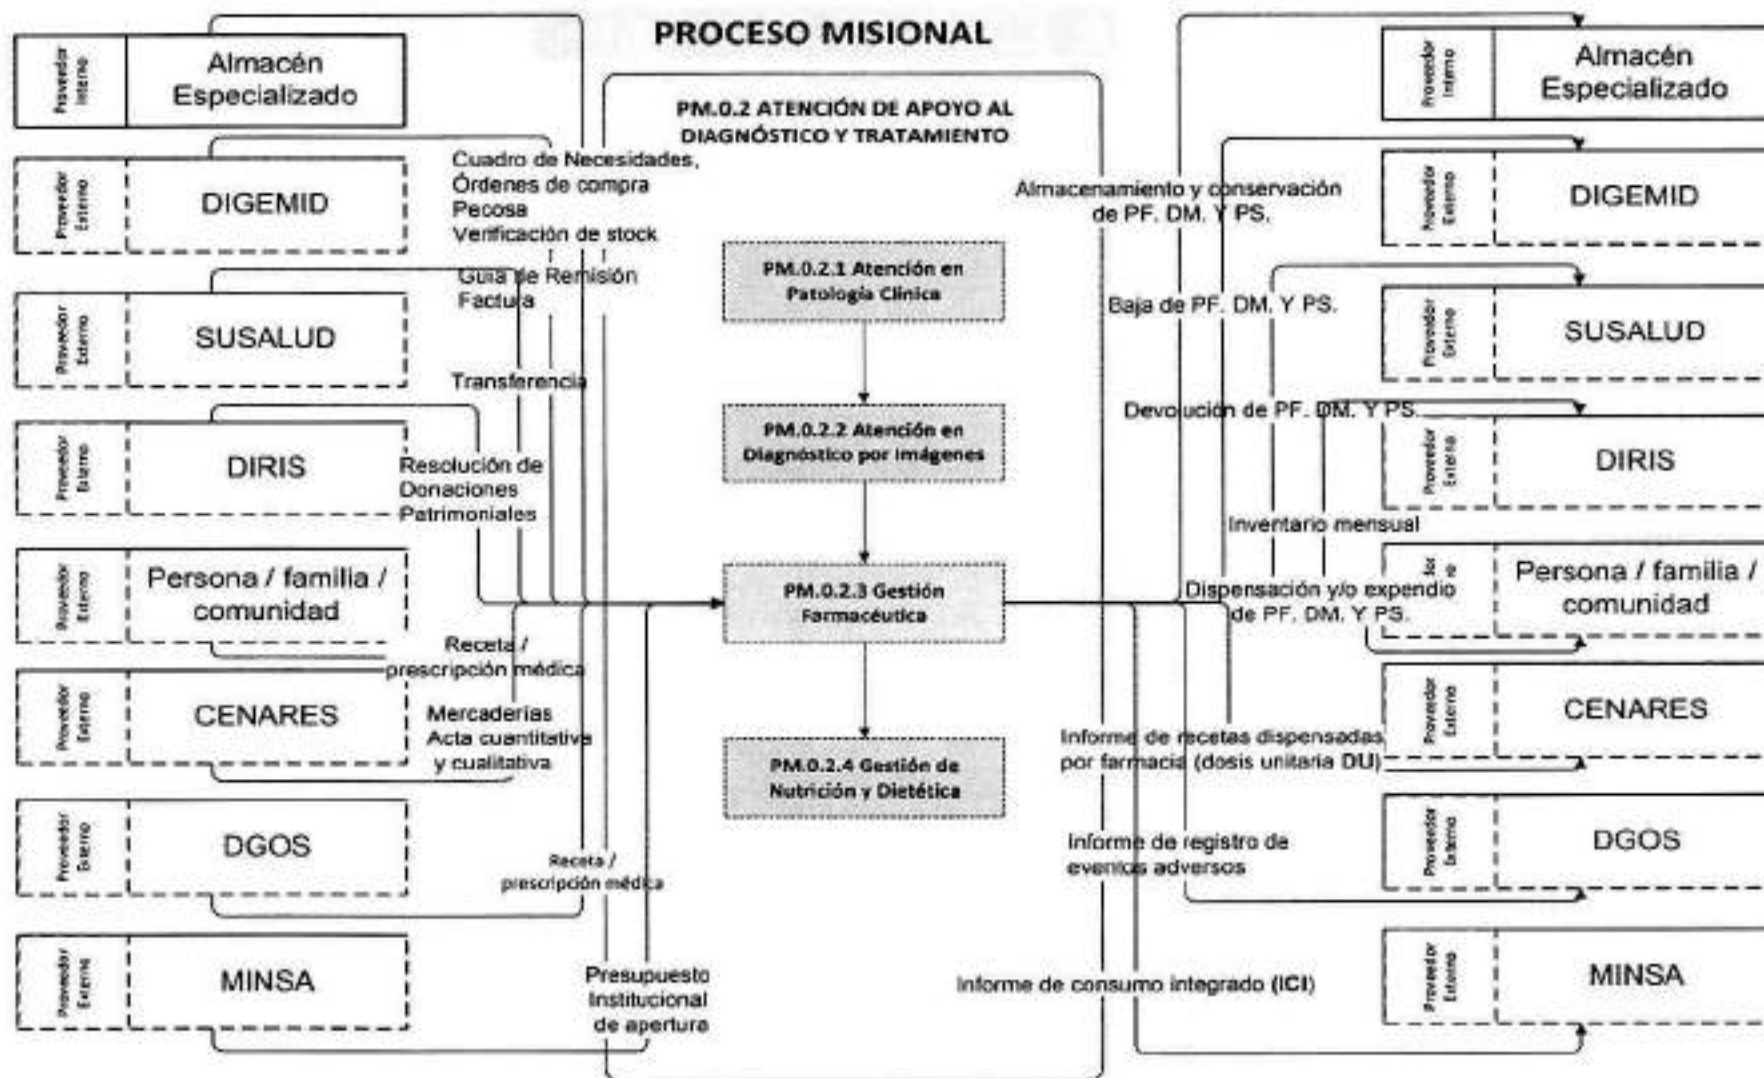 PROCESO MISIONAL
PM.0.2 ATENCIÓN DE APOYO AL
DIAGNÓSTICO Y TRATAMIENTO
Proveedor
Interno
Almacén
Especializado
Proveedor
Externo
DIGEMID
Proveedor
Externo
SUSALUD
Proveedor
Externo
DIRIS
Proveedor
Externo
Persona / familia /
comunidad
Proveedor
Externo
CENARES
Proveedor
Externo
DGOS
Proveedor
Externo
MINSA
Cuadro de Necesidades,
Órdenes de compra
Pecosa
Verificación de stock
Guía de Remisión
Factura
Transferencia
Resolución de
Donaciones
Patrimoniales
Receta /
prescripción médica
Mercaderías
Acta cuantitativa
y cualitativa
Receta /
prescripción médica
Presupuesto
Institucional
de apertura
PM.0.2.1 Atención en
Patología Clínica
PM.0.2.2 Atención en
Diagnóstico por Imágenes
PM.0.2.3 Gestión
Farmacéutica
PM.0.2.4 Gestión de
Nutrición y Dietética
Almacenamiento y conservación
de PF. DM. Y PS.
Baja de PF. DM. Y PS.
Devolución de PF. DM. Y PS.
Inventario mensual
Dispensación y/o expendio
de PF. DM. Y PS.
Informe de recetas dispensadas
por farmacia (dosis unitaria DU)
Informe de registro de
eventos adversos
Informe de consumo integrado (ICI)
Proveedor
Interno
Almacén
Especializado
Proveedor
Externo
DIGEMID
Proveedor
Externo
SUSALUD
Proveedor
Externo
DIRIS
Persona / familia /
comunidad
Proveedor
Externo
CENARES
Proveedor
Externo
DGOS
Proveedor
Externo
MINSA